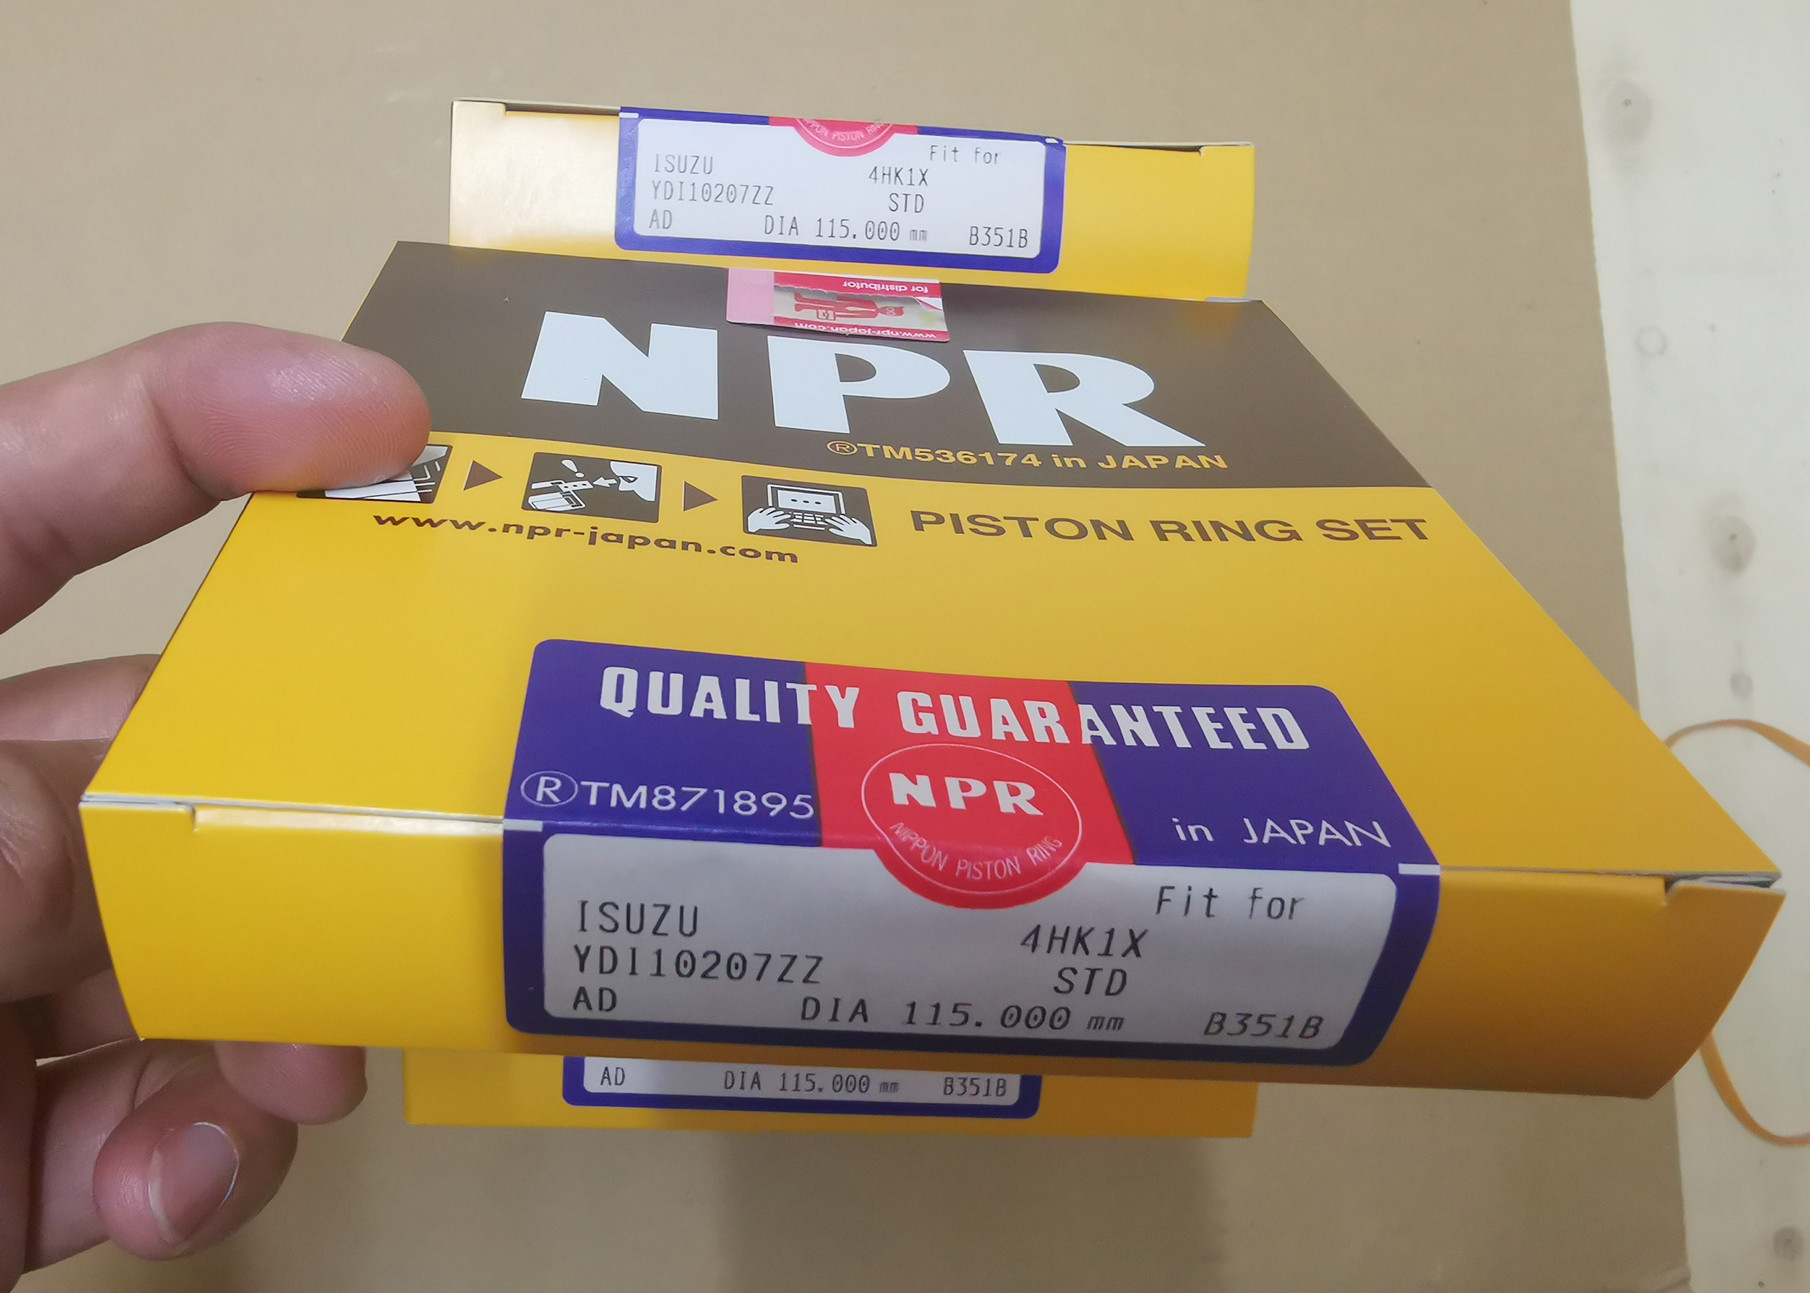 NIPPON PISTON RING
Fit for
ISUZU 4HK1X
YDI10207ZZ STD
AD DIA 115.000 mm B351B
for distributor
www.npr-japan.com
NPR
®TM536174 in JAPAN
www.npr-japan.com
PISTON RING SET
QUALITY GUARANTEED
®TM871895 NPR in JAPAN
NIPPON PISTON RING
Fit for
ISUZU 4HK1X
YDI10207ZZ STD
AD DIA 115.000 mm B351B
AD DIA 115.000 mm B351B